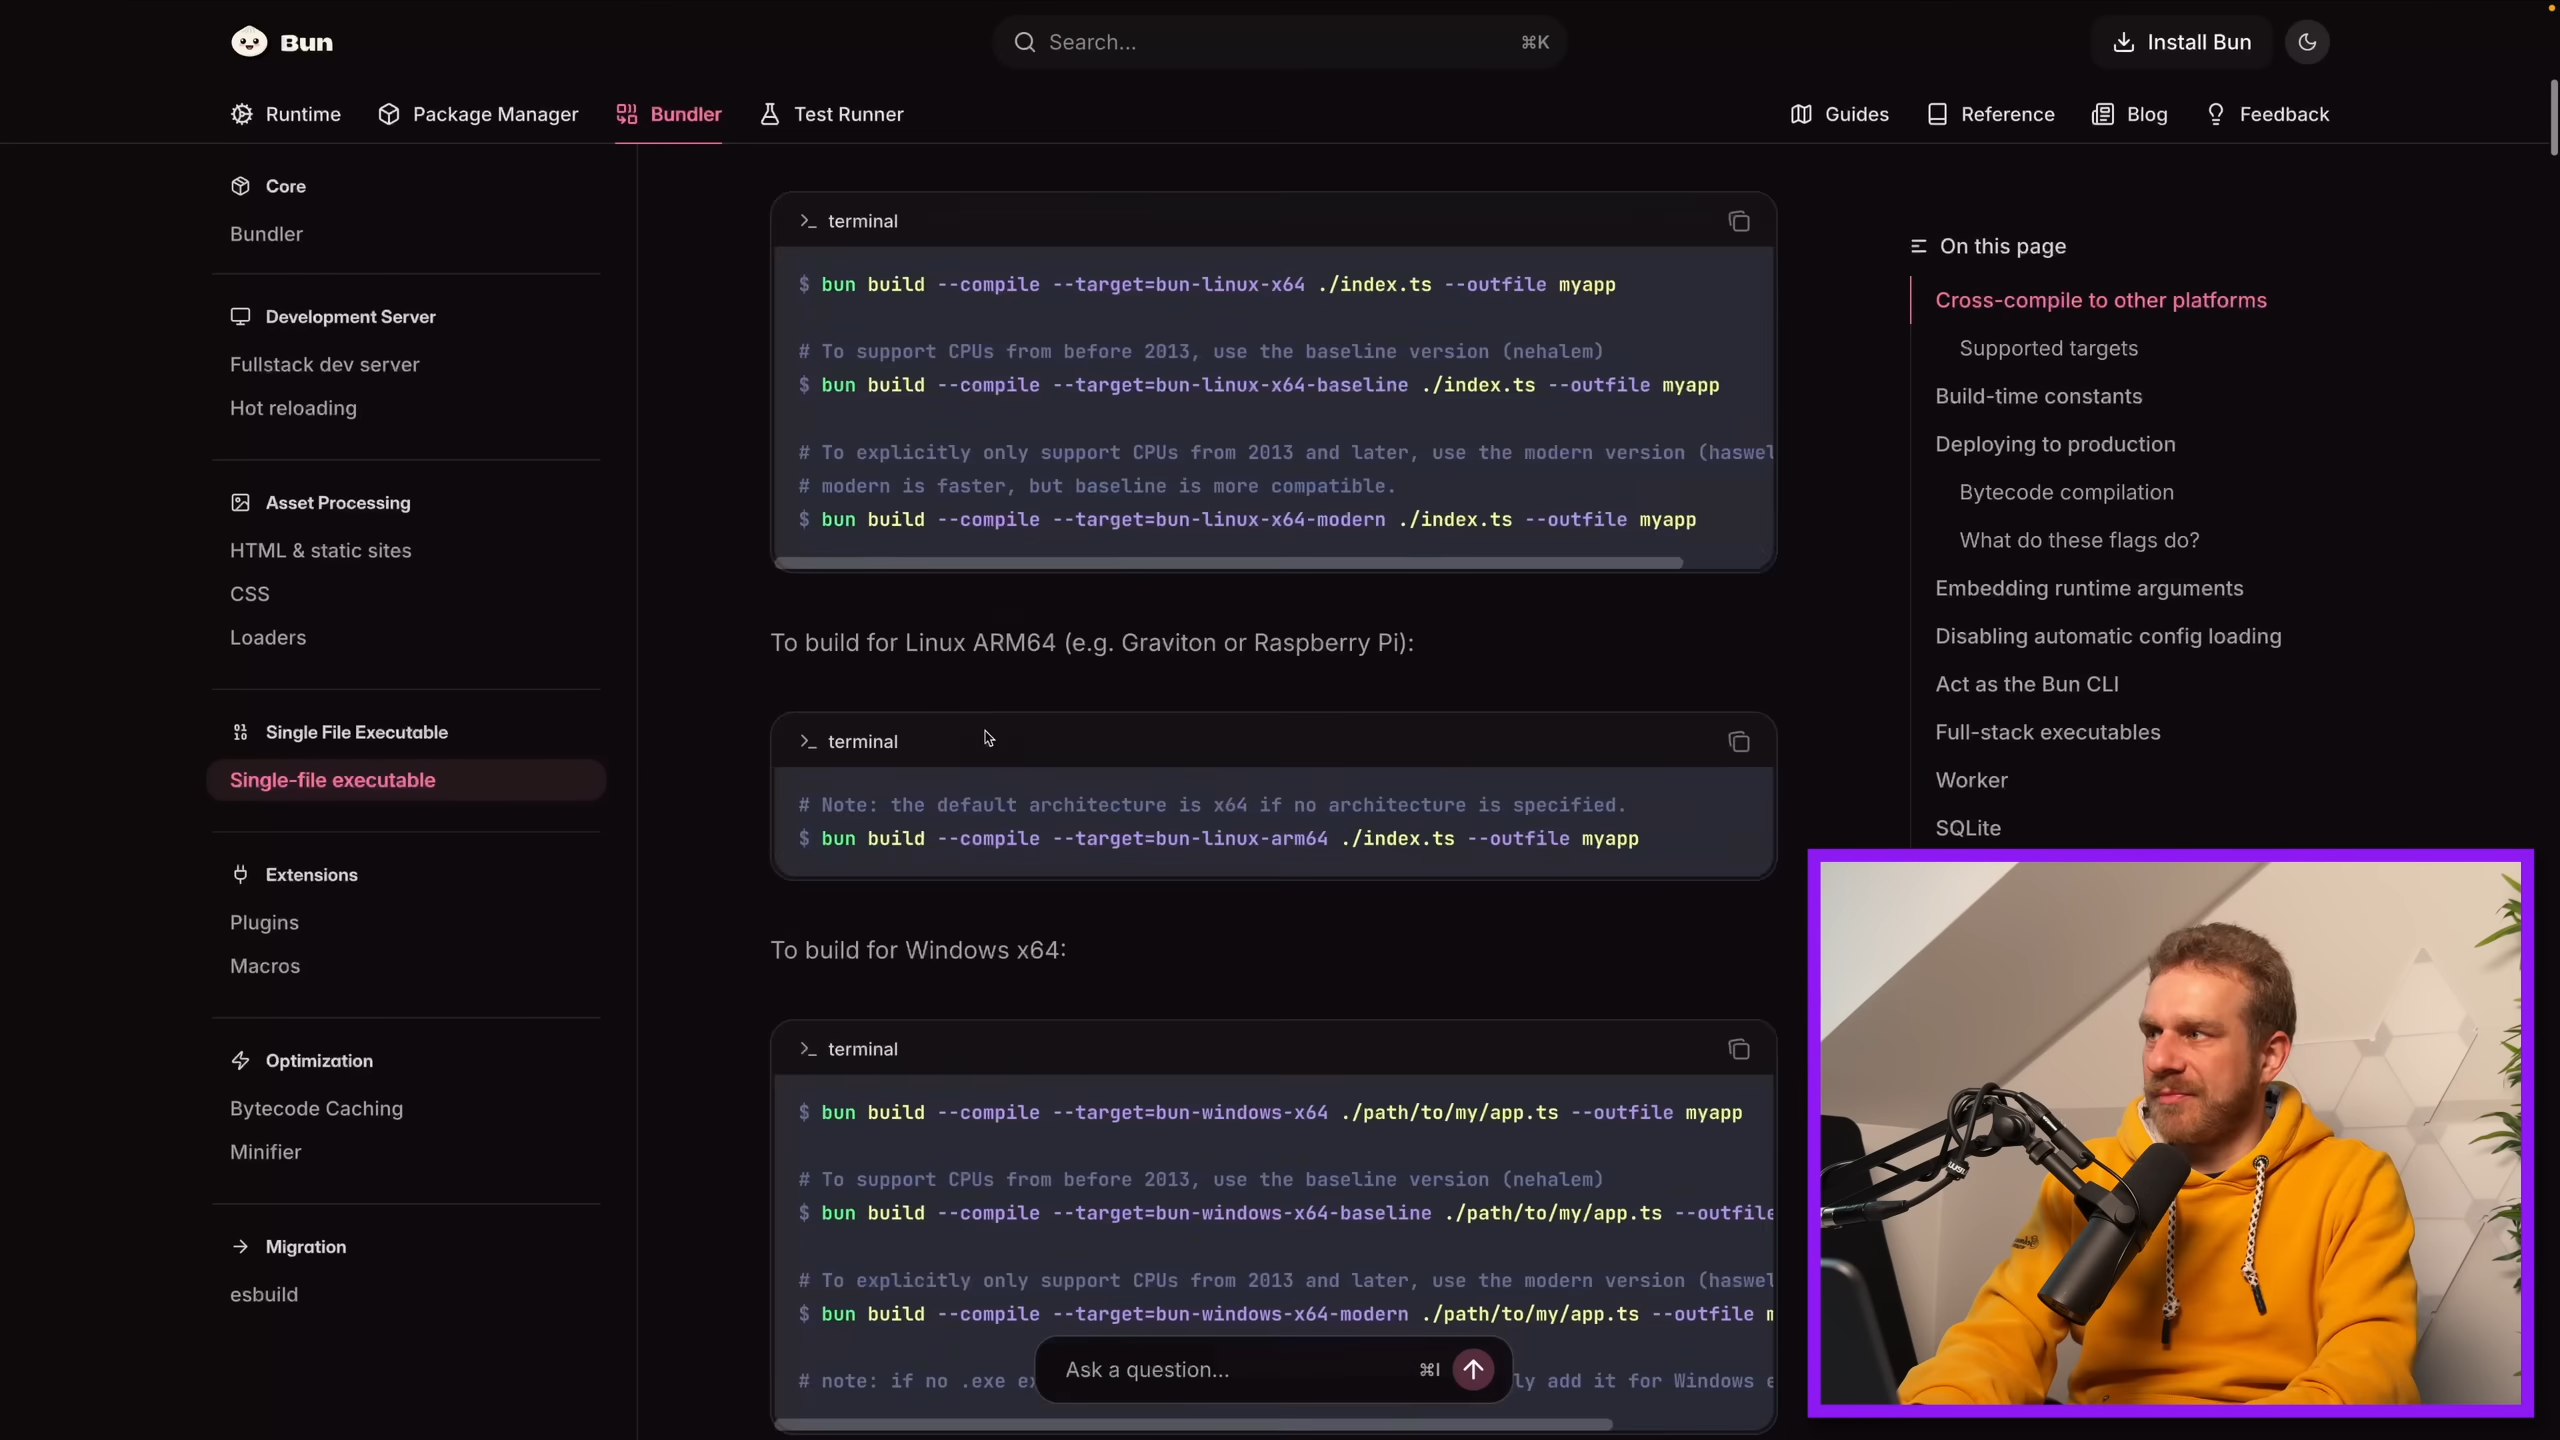 Bun
Search...
⌘K
Install Bun
Runtime
Package Manager
Bundler
Test Runner
Guides
Reference
Blog
Feedback
Core
Bundler
Development Server
Fullstack dev server
Hot reloading
Asset Processing
HTML & static sites
CSS
Loaders
Single File Executable
Single-file executable
Extensions
Plugins
Macros
Optimization
Bytecode Caching
Minifier
Migration
esbuild
>_ terminal
$ bun build --compile --target=bun-linux-x64 ./index.ts --outfile myapp
# To support CPUs from before 2013, use the baseline version (nehalem)
$ bun build --compile --target=bun-linux-x64-baseline ./index.ts --outfile myapp
# To explicitly only support CPUs from 2013 and later, use the modern version (haswel
# modern is faster, but baseline is more compatible.
$ bun build --compile --target=bun-linux-x64-modern ./index.ts --outfile myapp
To build for Linux ARM64 (e.g. Graviton or Raspberry Pi):
>_ terminal
# Note: the default architecture is x64 if no architecture is specified.
$ bun build --compile --target=bun-linux-arm64 ./index.ts --outfile myapp
To build for Windows x64:
>_ terminal
$ bun build --compile --target=bun-windows-x64 ./path/to/my/app.ts --outfile myapp
# To support CPUs from before 2013, use the baseline version (nehalem)
$ bun build --compile --target=bun-windows-x64-baseline ./path/to/my/app.ts --outfile
# To explicitly only support CPUs from 2013 and later, use the modern version (haswel
$ bun build --compile --target=bun-windows-x64-modern ./path/to/my/app.ts --outfile m
# note: if no .exe ex
ly add it for Windows e
Ask a question...
⌘I
On this page
Cross-compile to other platforms
Supported targets
Build-time constants
Deploying to production
Bytecode compilation
What do these flags do?
Embedding runtime arguments
Disabling automatic config loading
Act as the Bun CLI
Full-stack executables
Worker
SQLite